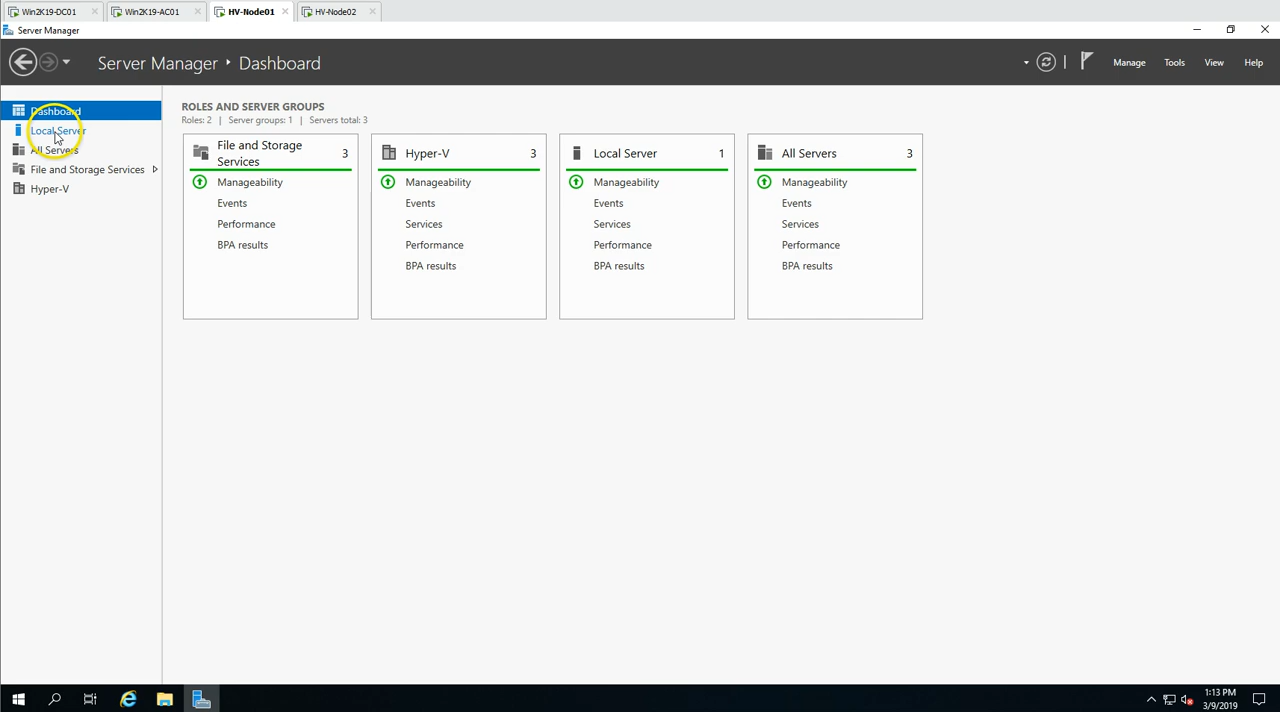 Win2K19-DC01
Win2K19-AC01
HV-Node01
HV-Node02
Server Manager
Server Manager ‣ Dashboard
Manage
Tools
View
Help
Dashboard
Local Server
All Servers
File and Storage Services
Hyper-V
ROLES AND SERVER GROUPS
Roles: 2 | Server groups: 1 | Servers total: 3
File and Storage
Services
3
Manageability
Events
Performance
BPA results
Hyper-V
3
Manageability
Events
Services
Performance
BPA results
Local Server
1
Manageability
Events
Services
Performance
BPA results
All Servers
3
Manageability
Events
Services
Performance
BPA results
1:13 PM
3/9/2019